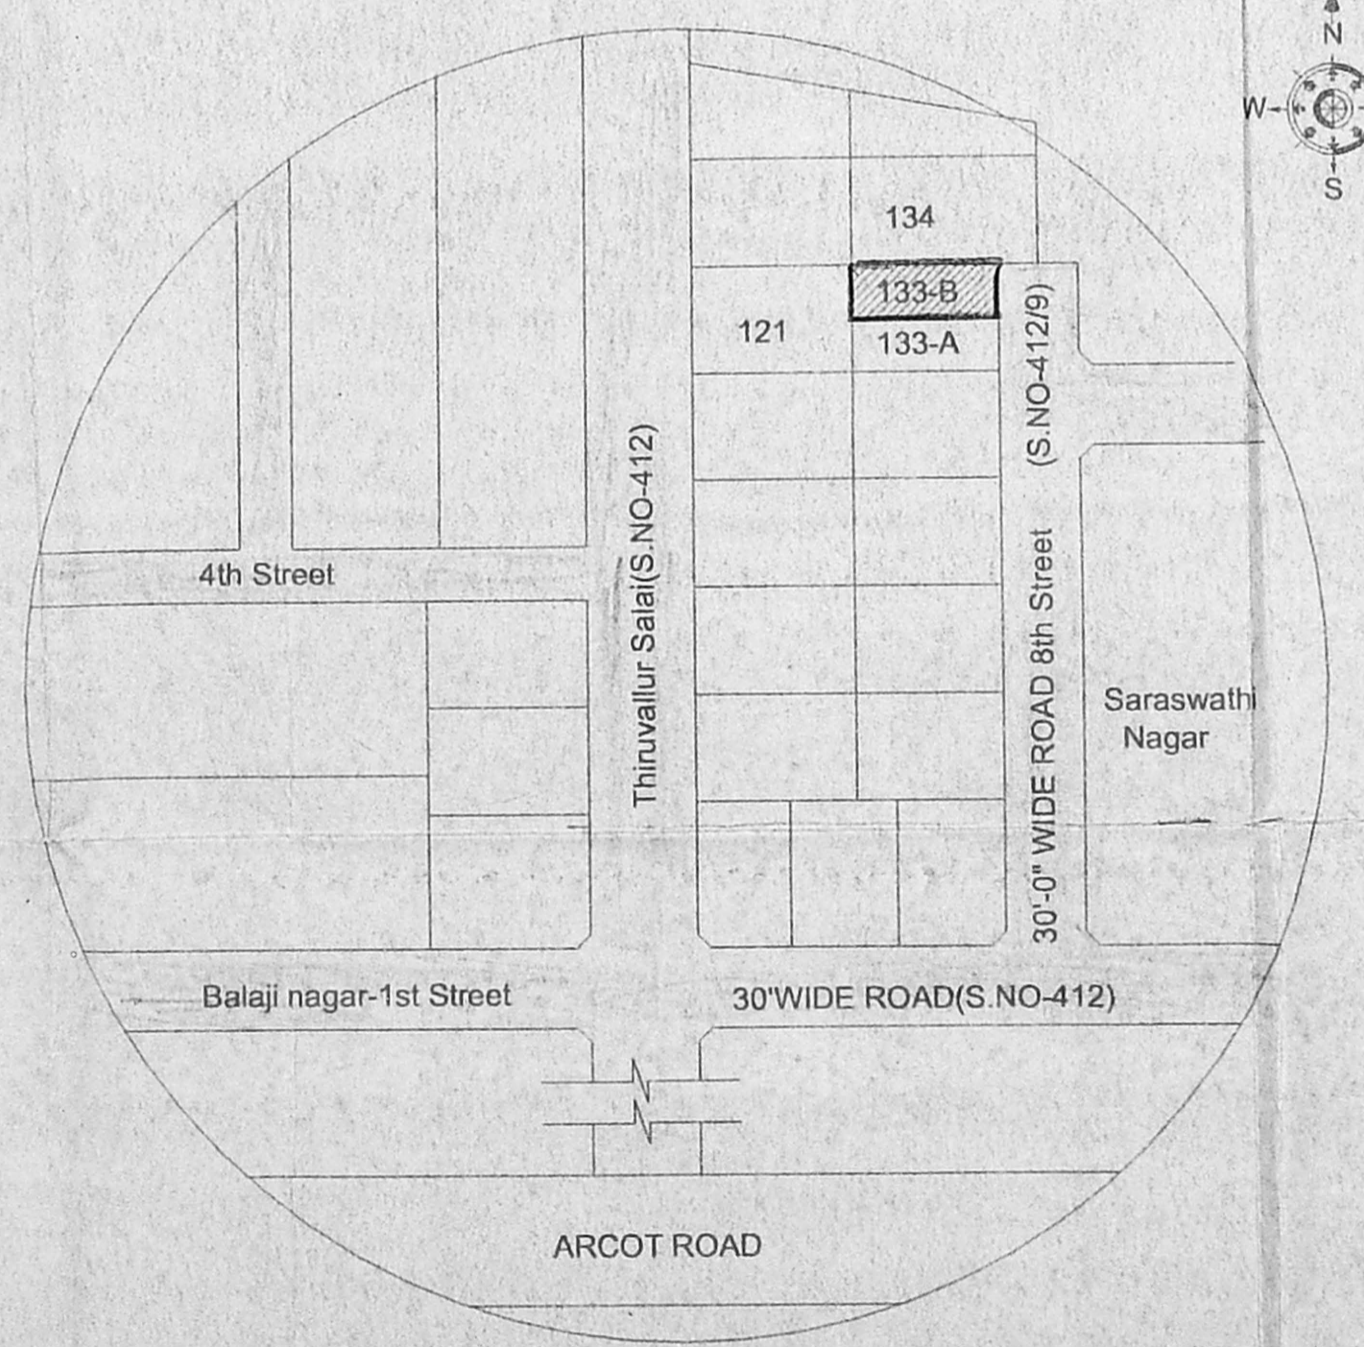 N
W
S
134
133-B
121
133-A
(S.NO-412/9)
Thiruvallur Salai(S.NO-412)
4th Street
30'-0" WIDE ROAD 8th Street
Saraswathi
Nagar
Balaji nagar-1st Street
30'WIDE ROAD(S.NO-412)
ARCOT ROAD